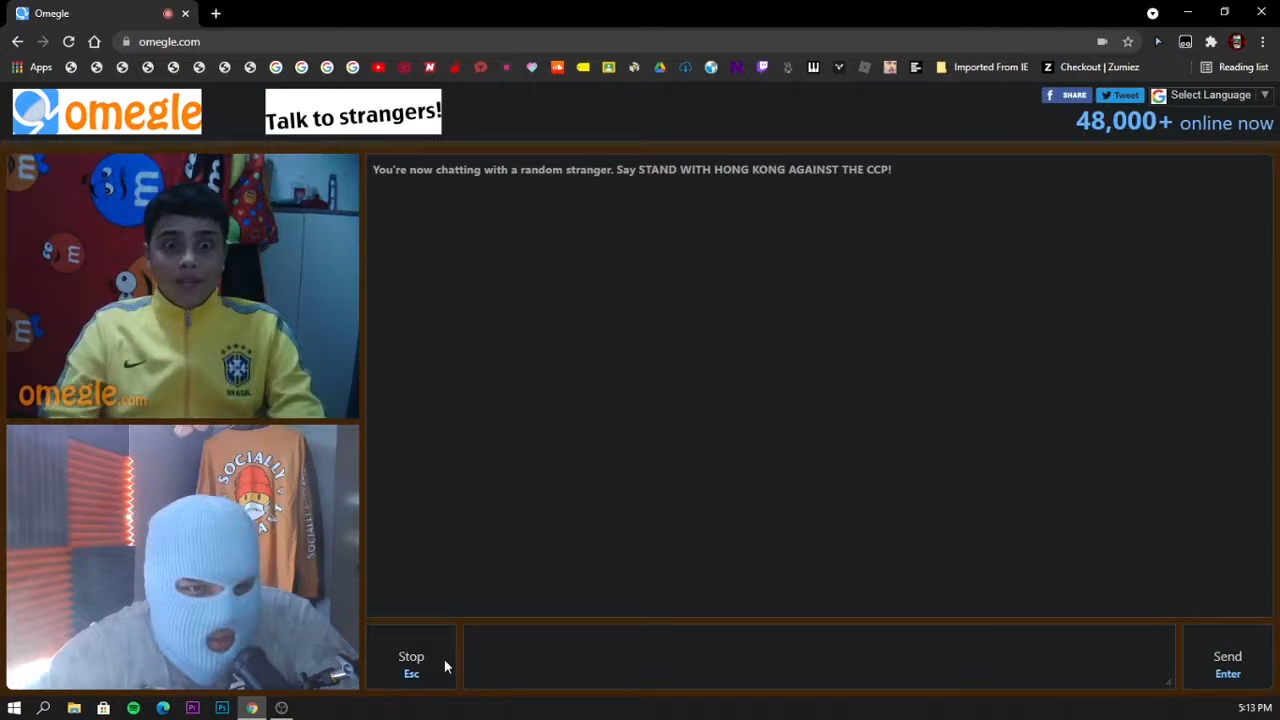 Omegle
omegle.com
Apps
Imported From IE
Checkout | Zumiez
Reading list
omegle
Talk to strangers!
SHARE
Tweet
Select Language
48,000+ online now
You're now chatting with a random stranger. Say STAND WITH HONG KONG AGAINST THE CCP!
BRASIL
omegle.com
SOCIALLY
SOCIALLY
Stop
Esc
Send
Enter
5:13 PM